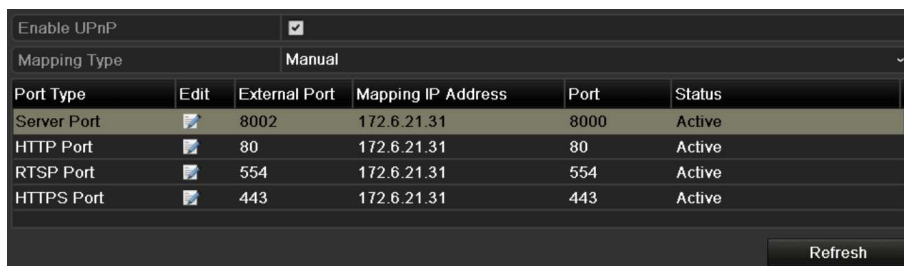 Enable UPnP
Mapping Type Manual
Port Type Edit External Port Mapping IP Address Port Status
Server Port 8002 172.6.21.31 8000 Active
HTTP Port 80 172.6.21.31 80 Active
RTSP Port 554 172.6.21.31 554 Active
HTTPS Port 443 172.6.21.31 443 Active
Refresh